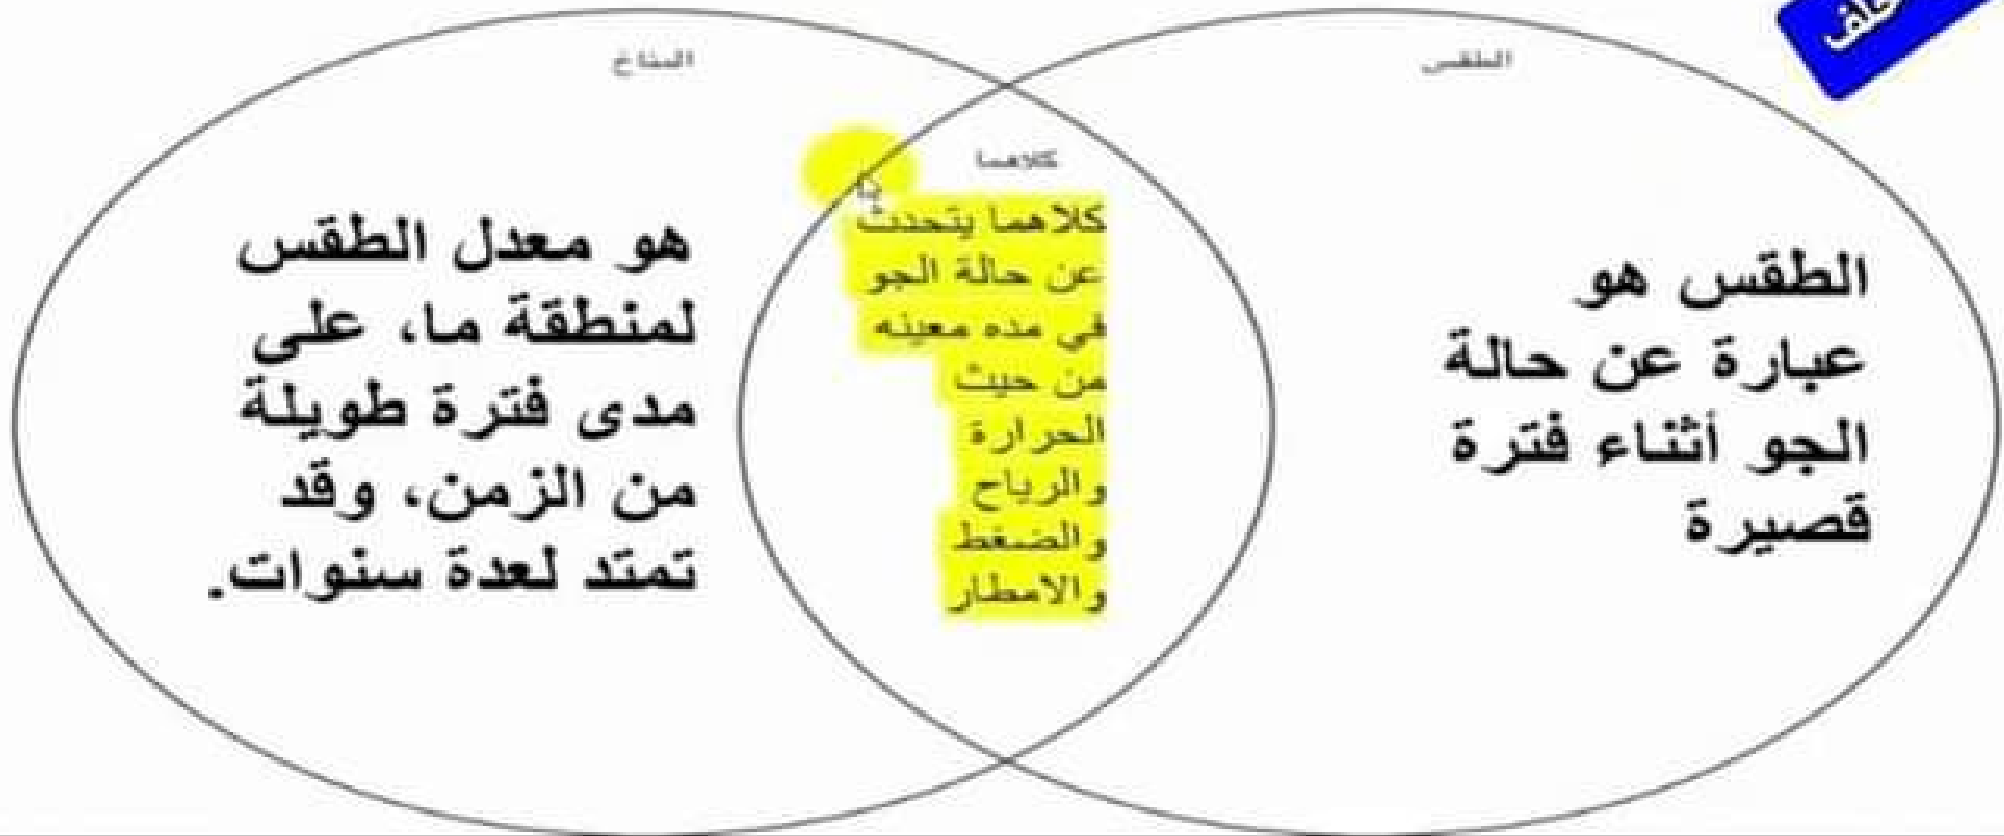 الطقس
المناخ
كلاهما
الطقس هو
عبارة عن حالة
الجو أثناء فترة
قصيرة
كلاهما يتحدث
عن حالة الجو
في مده معينه
من حيث
الحرارة
والرياح
والضغط
والامطار
هو معدل الطقس
لمنطقة ما، على
مدى فترة طويلة
من الزمن، وقد
تمتد لعدة سنوات.